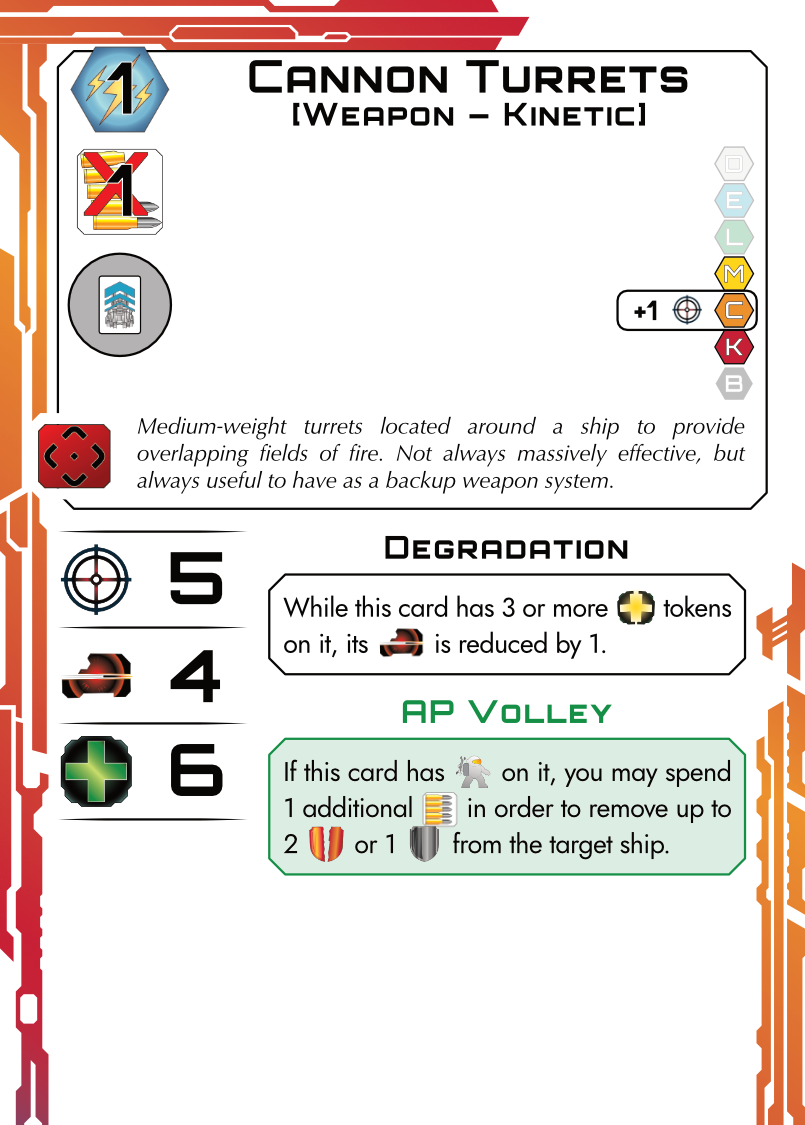 1
CANNON TURRETS
[WEAPON – KINETIC]
1
D
E
L
M
+1 C
K
B
Medium-weight turrets located around a ship to provide
overlapping fields of fire. Not always massively effective, but
always useful to have as a backup weapon system.
5
4
6
DEGRADATION
While this card has 3 or more tokens
on it, its is reduced by 1.
AP VOLLEY
If this card has on it, you may spend
1 additional in order to remove up to
2 or 1 from the target ship.